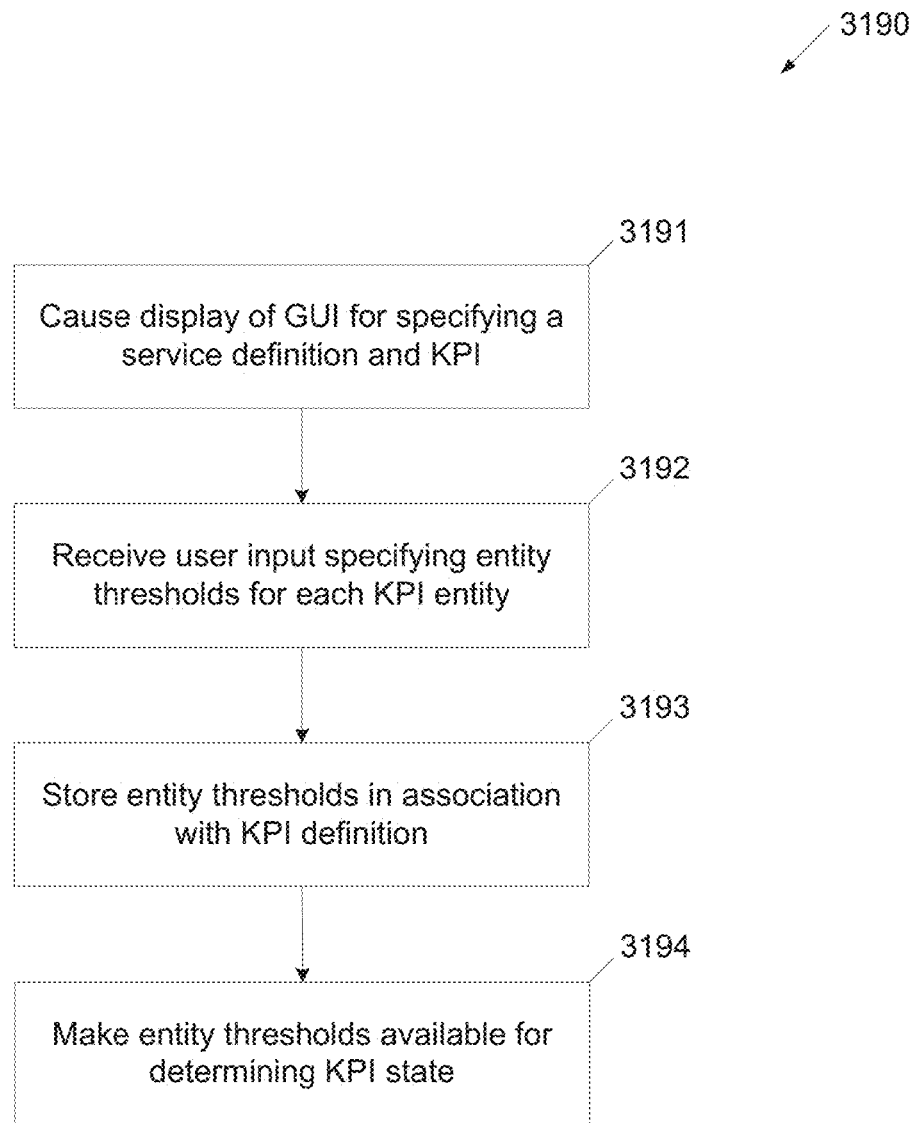 3190
3191
Cause display of GUI for specifying a
service definition and KPI
3192
Receive user input specifying entity
thresholds for each KPI entity
3193
Store entity thresholds in association
with KPI definition
3194
Make entity thresholds available for
determining KPI state